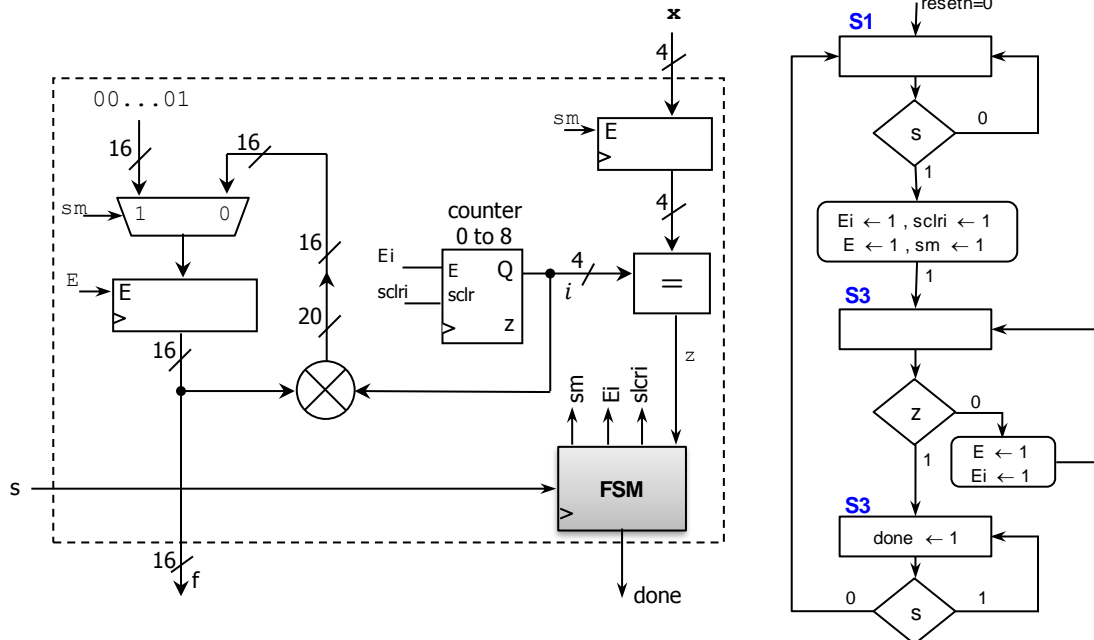 x
4
00...01
sm
E
16
16
4
sm
1
0
counter
0 to 8
16
Ei
E
Q
4
=
E
E
sclri
sclr
i
z
20
z
16
sm
Ei
slcri
s
FSM
16
f
done
resetn=0
S1
s
0
1
Ei ← 1 , sclri ← 1
E ← 1 , sm ← 1
1
S3
z
0
1
E ← 1
Ei ← 1
S3
done ← 1
0
s
1